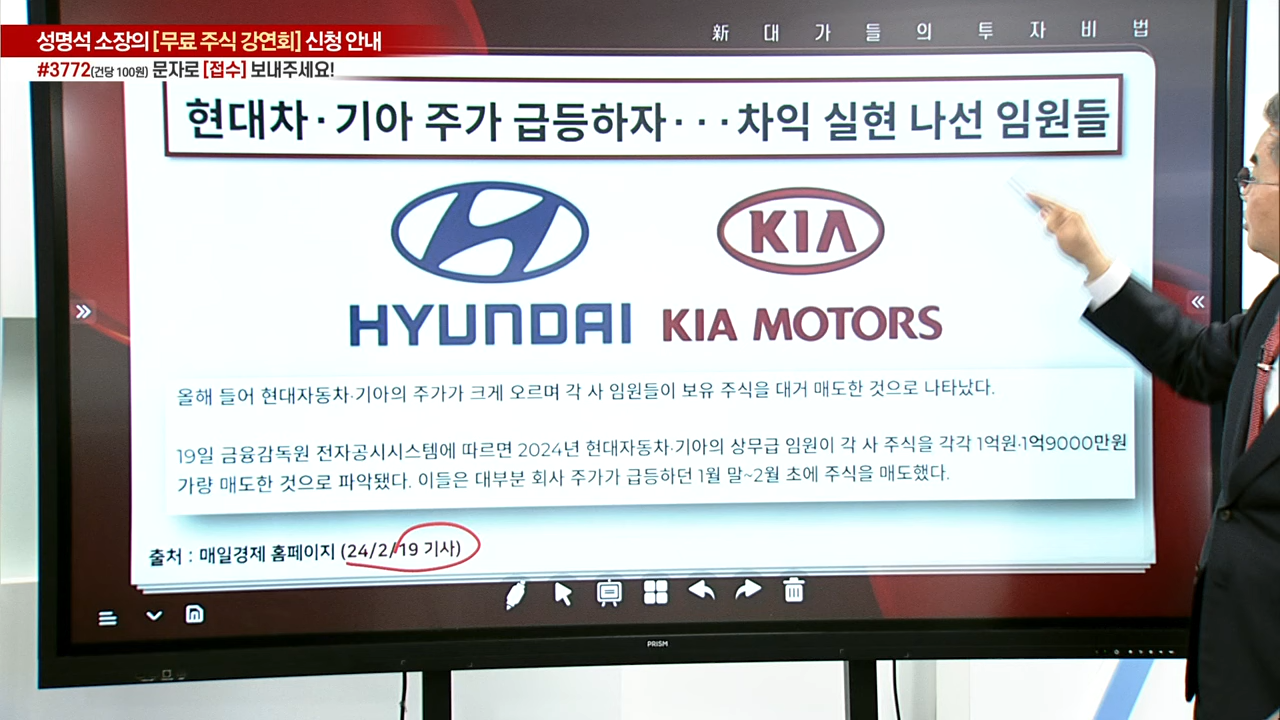 성명석 소장의 [무료 주식 강연회] 신청 안내
#3772(건당 100원) 문자로 [접수] 보내주세요!
新대가들의 투자비법
현대차·기아 주가 급등하자···차익 실현 나선 임원들
KIA
HYUNDAI KIA MOTORS
올해 들어 현대자동차·기아의 주가가 크게 오르며 각 사 임원들이 보유 주식을 대거 매도한 것으로 나타났다.
19일 금융감독원 전자공시시스템에 따르면 2024년 현대자동차·기아의 상무급 임원이 각 사 주식을 각각 1억원·1억9000만원
가량 매도한 것으로 파악됐다. 이들은 대부분 회사 주가가 급등하던 1월 말~2월 초에 주식을 매도했다.
출처 : 매일경제 홈페이지 (24/2/19 기사)
PRISM